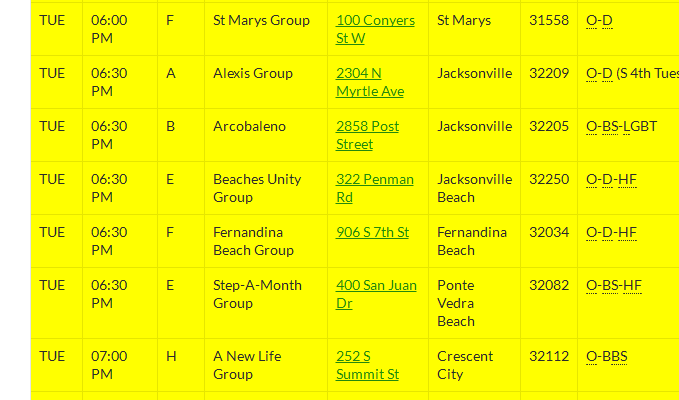 TUE 06:00 PM F St Marys Group 100 Conyers St W St Marys 31558 O-D
TUE 06:30 PM A Alexis Group 2304 N Myrtle Ave Jacksonville 32209 O-D (S 4th Tues
TUE 06:30 PM B Arcobaleno 2858 Post Street Jacksonville 32205 O-BS-LGBT
TUE 06:30 PM E Beaches Unity Group 322 Penman Rd Jacksonville Beach 32250 O-D-HF
TUE 06:30 PM F Fernandina Beach Group 906 S 7th St Fernandina Beach 32034 O-D-HF
TUE 06:30 PM E Step-A-Month Group 400 San Juan Dr Ponte Vedra Beach 32082 O-BS-HF
TUE 07:00 PM H A New Life Group 252 S Summit St Crescent City 32112 O-BBS